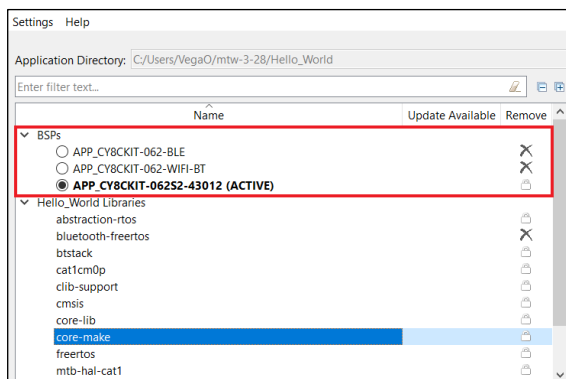 Settings Help
Application Directory: C:/Users/VegaO/mtw-3-28/Hello_World
Enter filter text...
Name Update Available Remove
BSPs
APP_CY8CKIT-062-BLE
APP_CY8CKIT-062-WIFI-BT
APP_CY8CKIT-062S2-43012 (ACTIVE)
Hello_World Libraries
abstraction-rtos
bluetooth-freertos
btstack
cat1cm0p
clib-support
cmsis
core-lib
core-make
freertos
mtb-hal-cat1